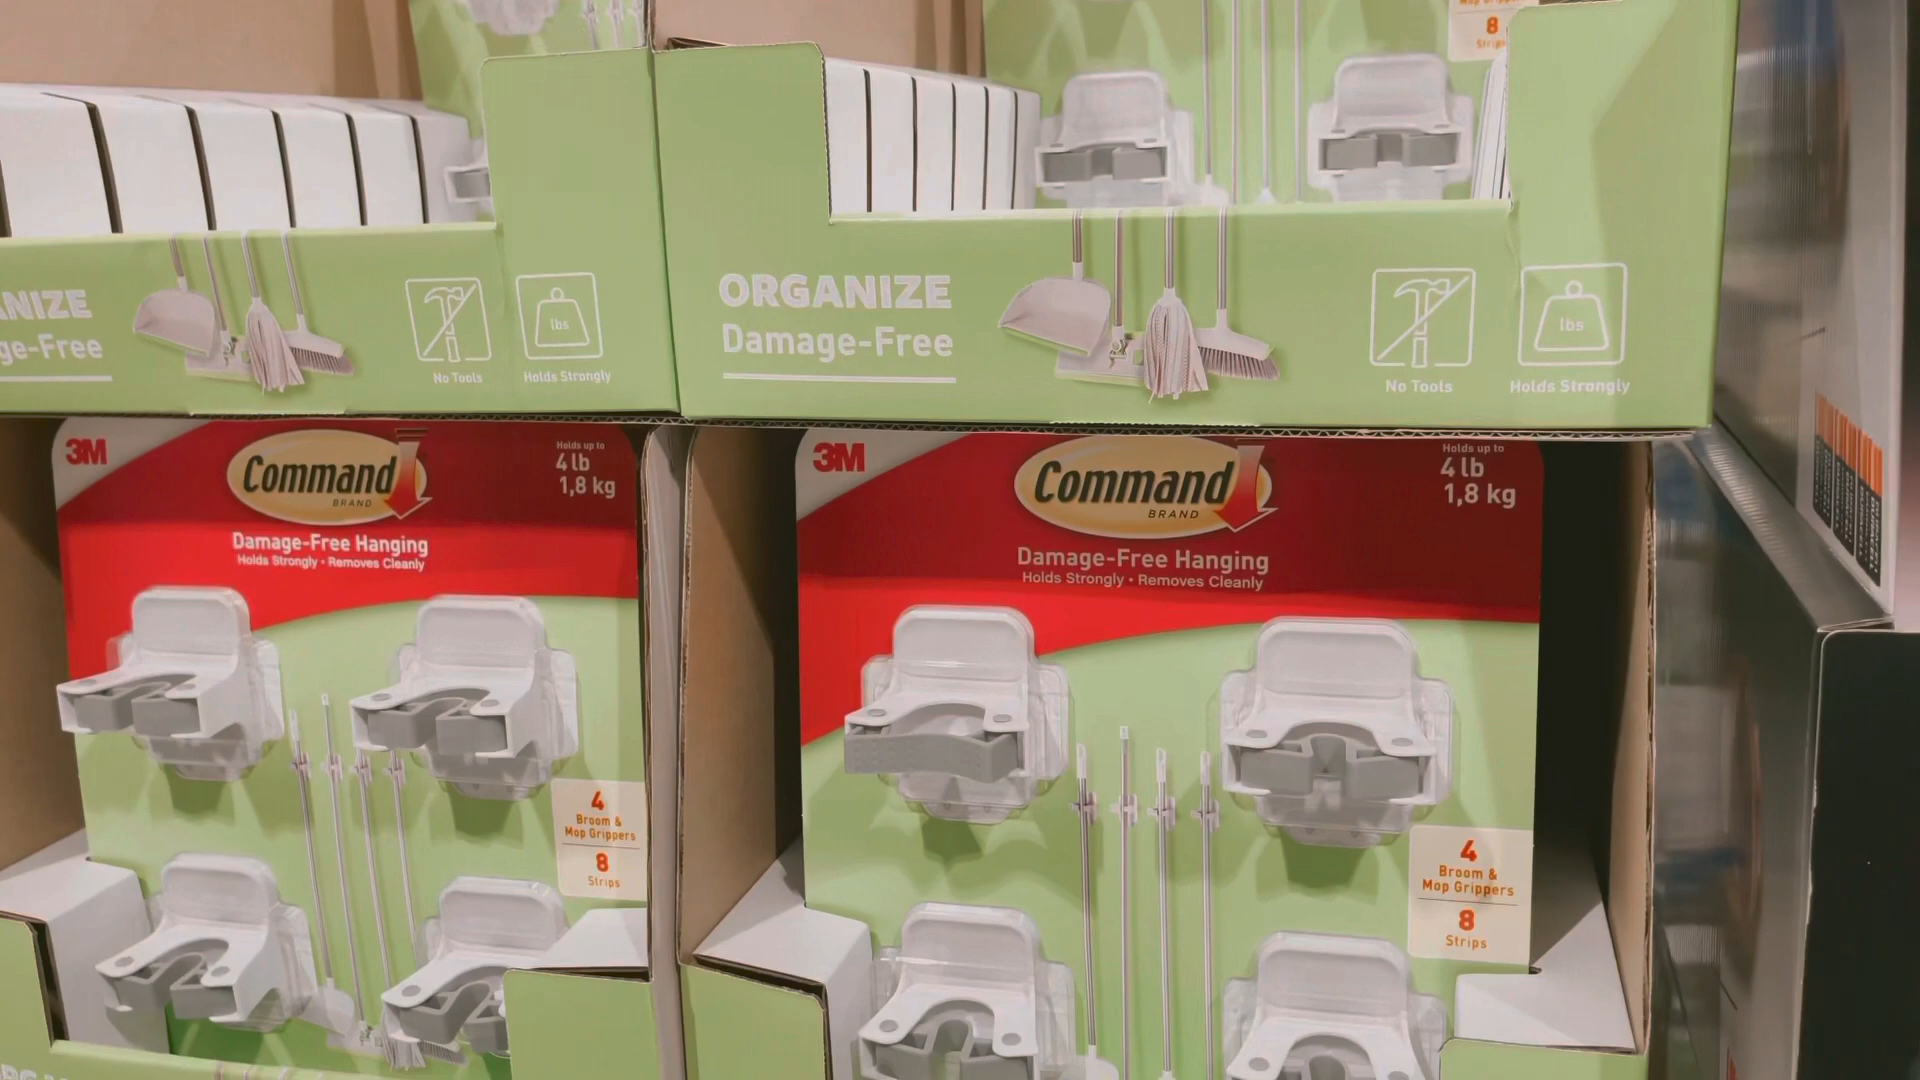 8
Strips
ANIZE
ge-Free
lbs
No Tools
Holds Strongly
ORGANIZE
Damage-Free
lbs
No Tools
Holds Strongly
3M
Command
BRAND
Holds up to
4 lb
1,8 kg
Damage-Free Hanging
Holds Strongly • Removes Cleanly
4
Broom &
Mop Grippers
8
Strips
3M
Command
BRAND
Holds up to
4 lb
1,8 kg
Damage-Free Hanging
Holds Strongly • Removes Cleanly
4
Broom &
Mop Grippers
8
Strips